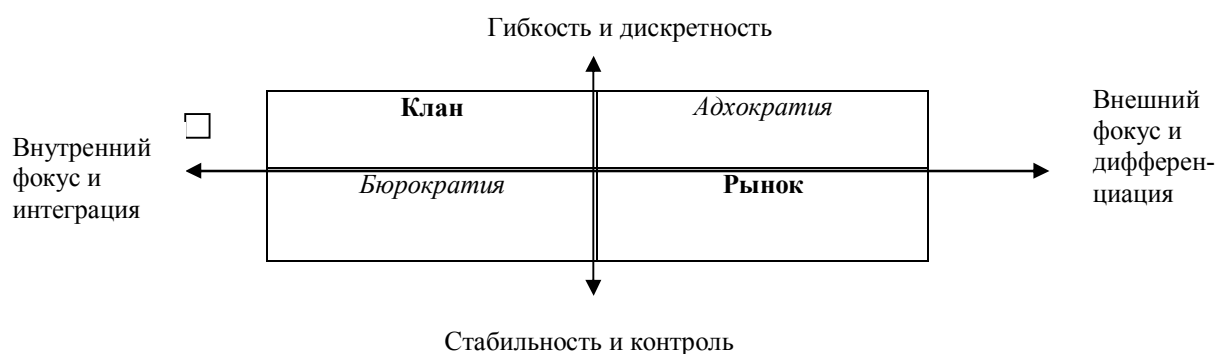 Гибкость и дискретность
Клан
Адхократия
Внешний
фокус и
дифферен-
циация
Внутренний
фокус и
интеграция
Бюрократия
Рынок
Стабильность и контроль